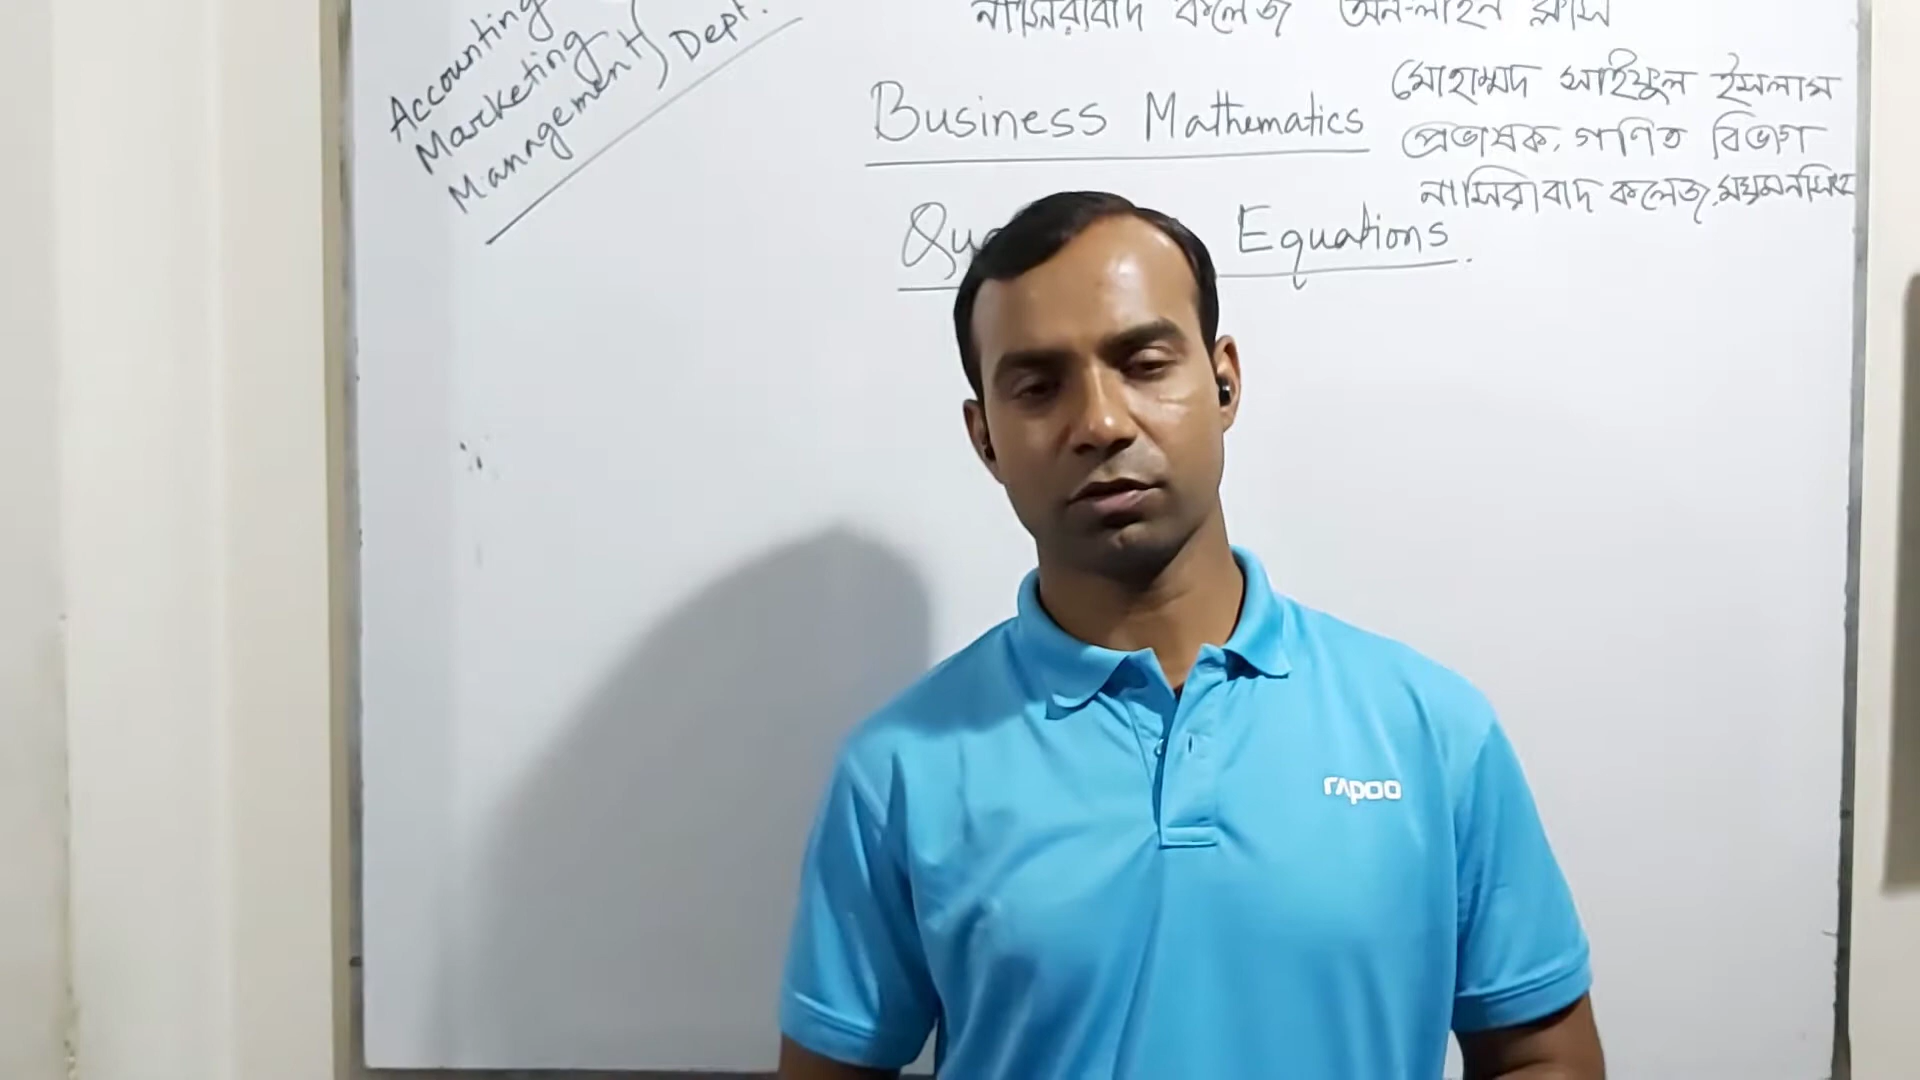 Accounting
Marketing
Management
Dept.
নাসিরাবাদ কলেজ অনলাইন ক্লাস
Business Mathematics
মোহাম্মদ সাইফুল ইসলাম
প্রভাষক, গণিত বিভাগ
নাসিরাবাদ কলেজ, ময়মনসিংহ
Equations.
rapoo